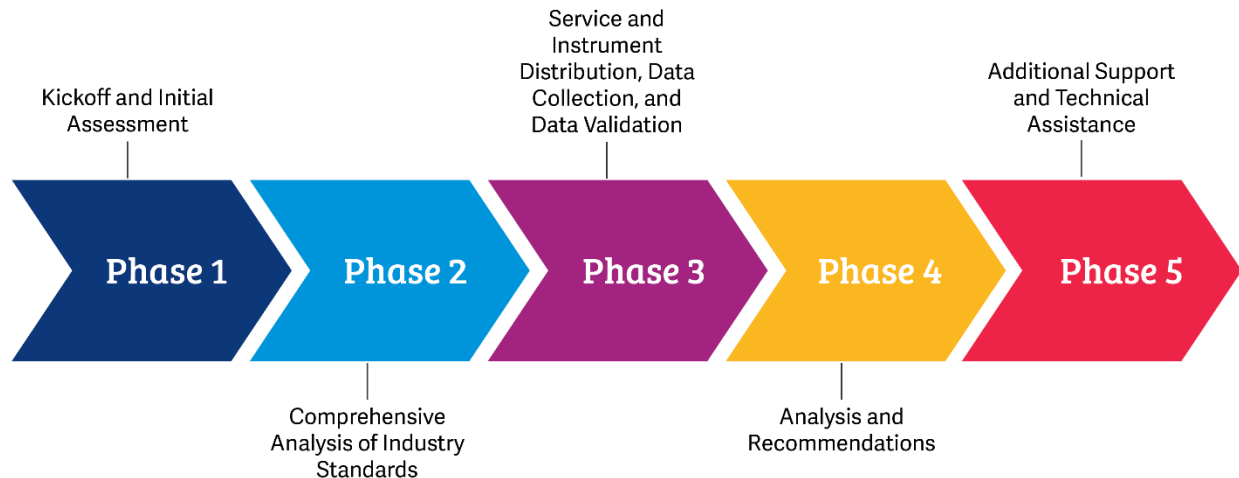 Kickoff and Initial
Assessment
Service and
Instrument
Distribution, Data
Collection, and
Data Validation
Additional Support
and Technical
Assistance
Phase 1
Phase 2
Phase 3
Phase 4
Phase 5
Comprehensive
Analysis of Industry
Standards
Analysis and
Recommendations